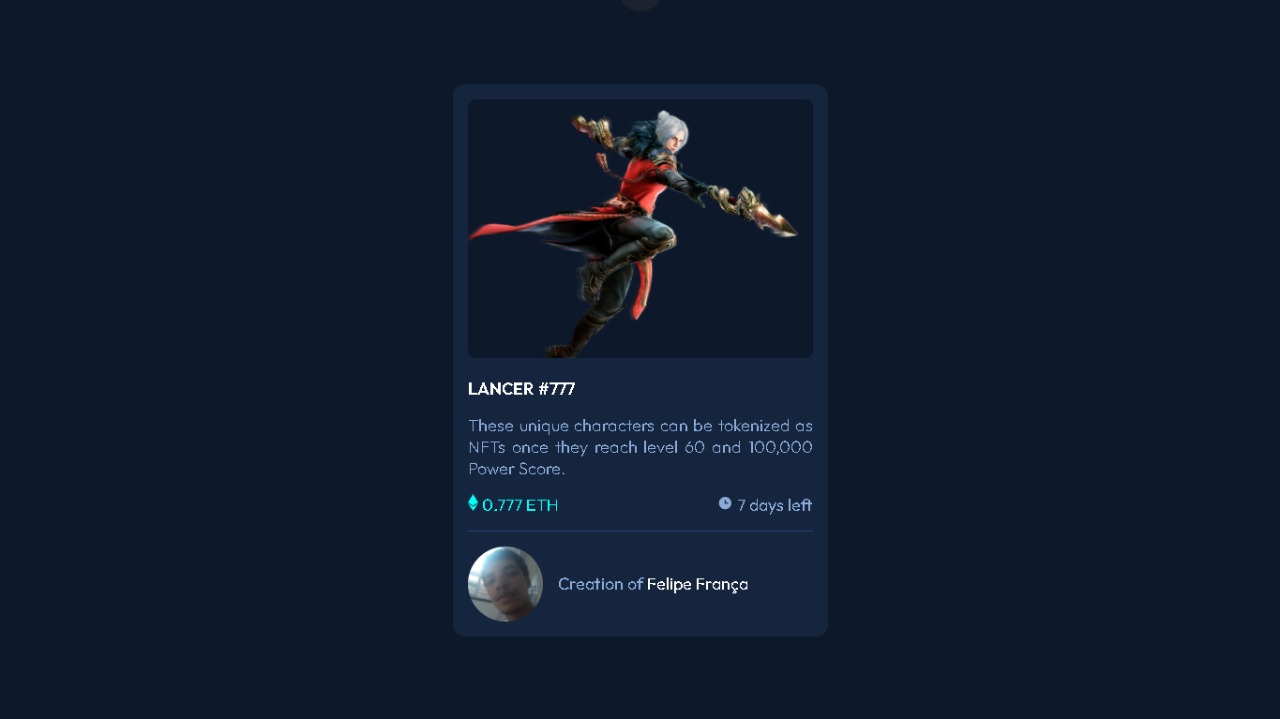 LANCER #777
These unique characters can be tokenized as
NFTs once they reach level 60 and 100,000
Power Score.
0.777 ETH
7 days left
Creation of Felipe França